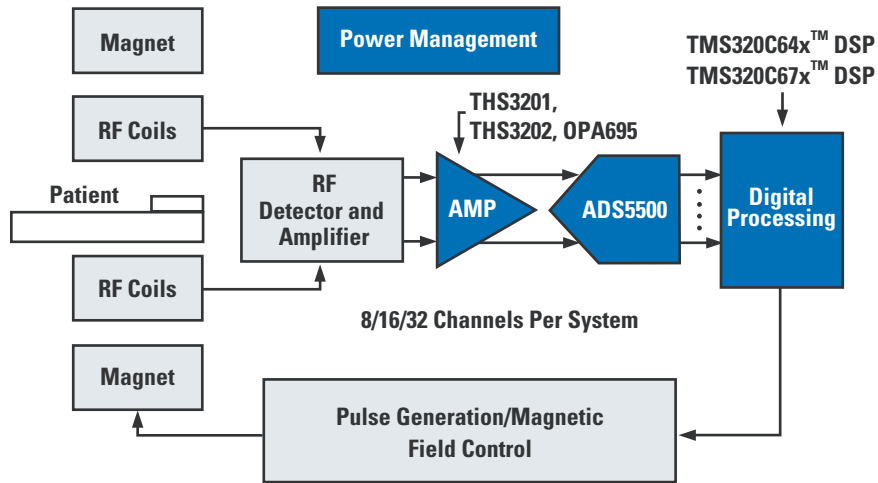 Magnet
Power Management
TMS320C64x™ DSP
TMS320C67x™ DSP
THS3201,
THS3202, OPA695
RF Coils
RF
Detector and
Amplifier
Patient
AMP
ADS5500
Digital
Processing
RF Coils
8/16/32 Channels Per System
Magnet
Pulse Generation/Magnetic
Field Control